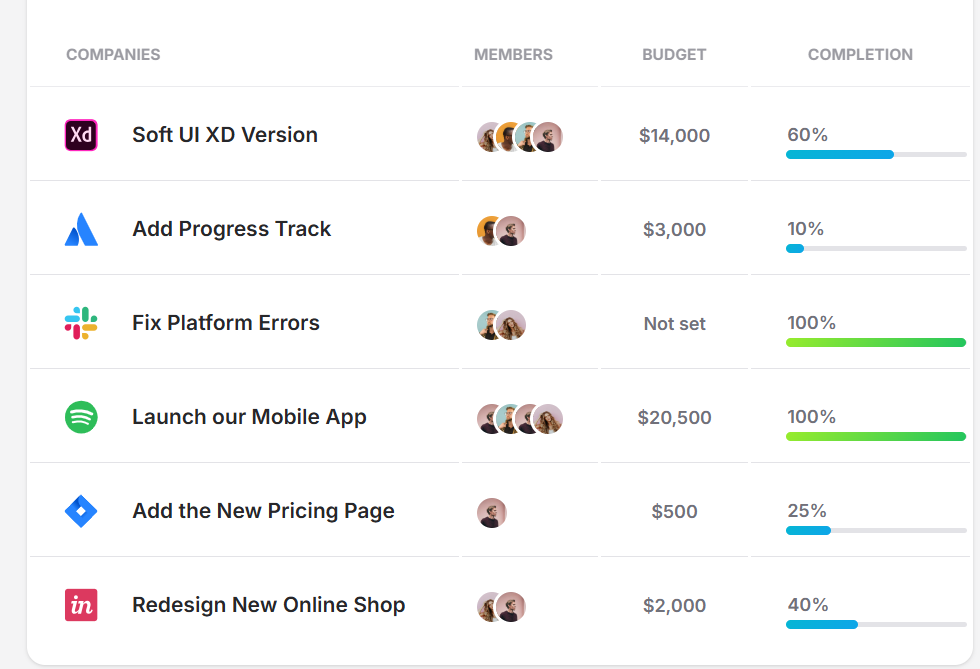 COMPANIES MEMBERS BUDGET COMPLETION
Xd Soft UI XD Version $14,000 60%
Add Progress Track $3,000 10%
Fix Platform Errors Not set 100%
Launch our Mobile App $20,500 100%
Add the New Pricing Page $500 25%
in Redesign New Online Shop $2,000 40%